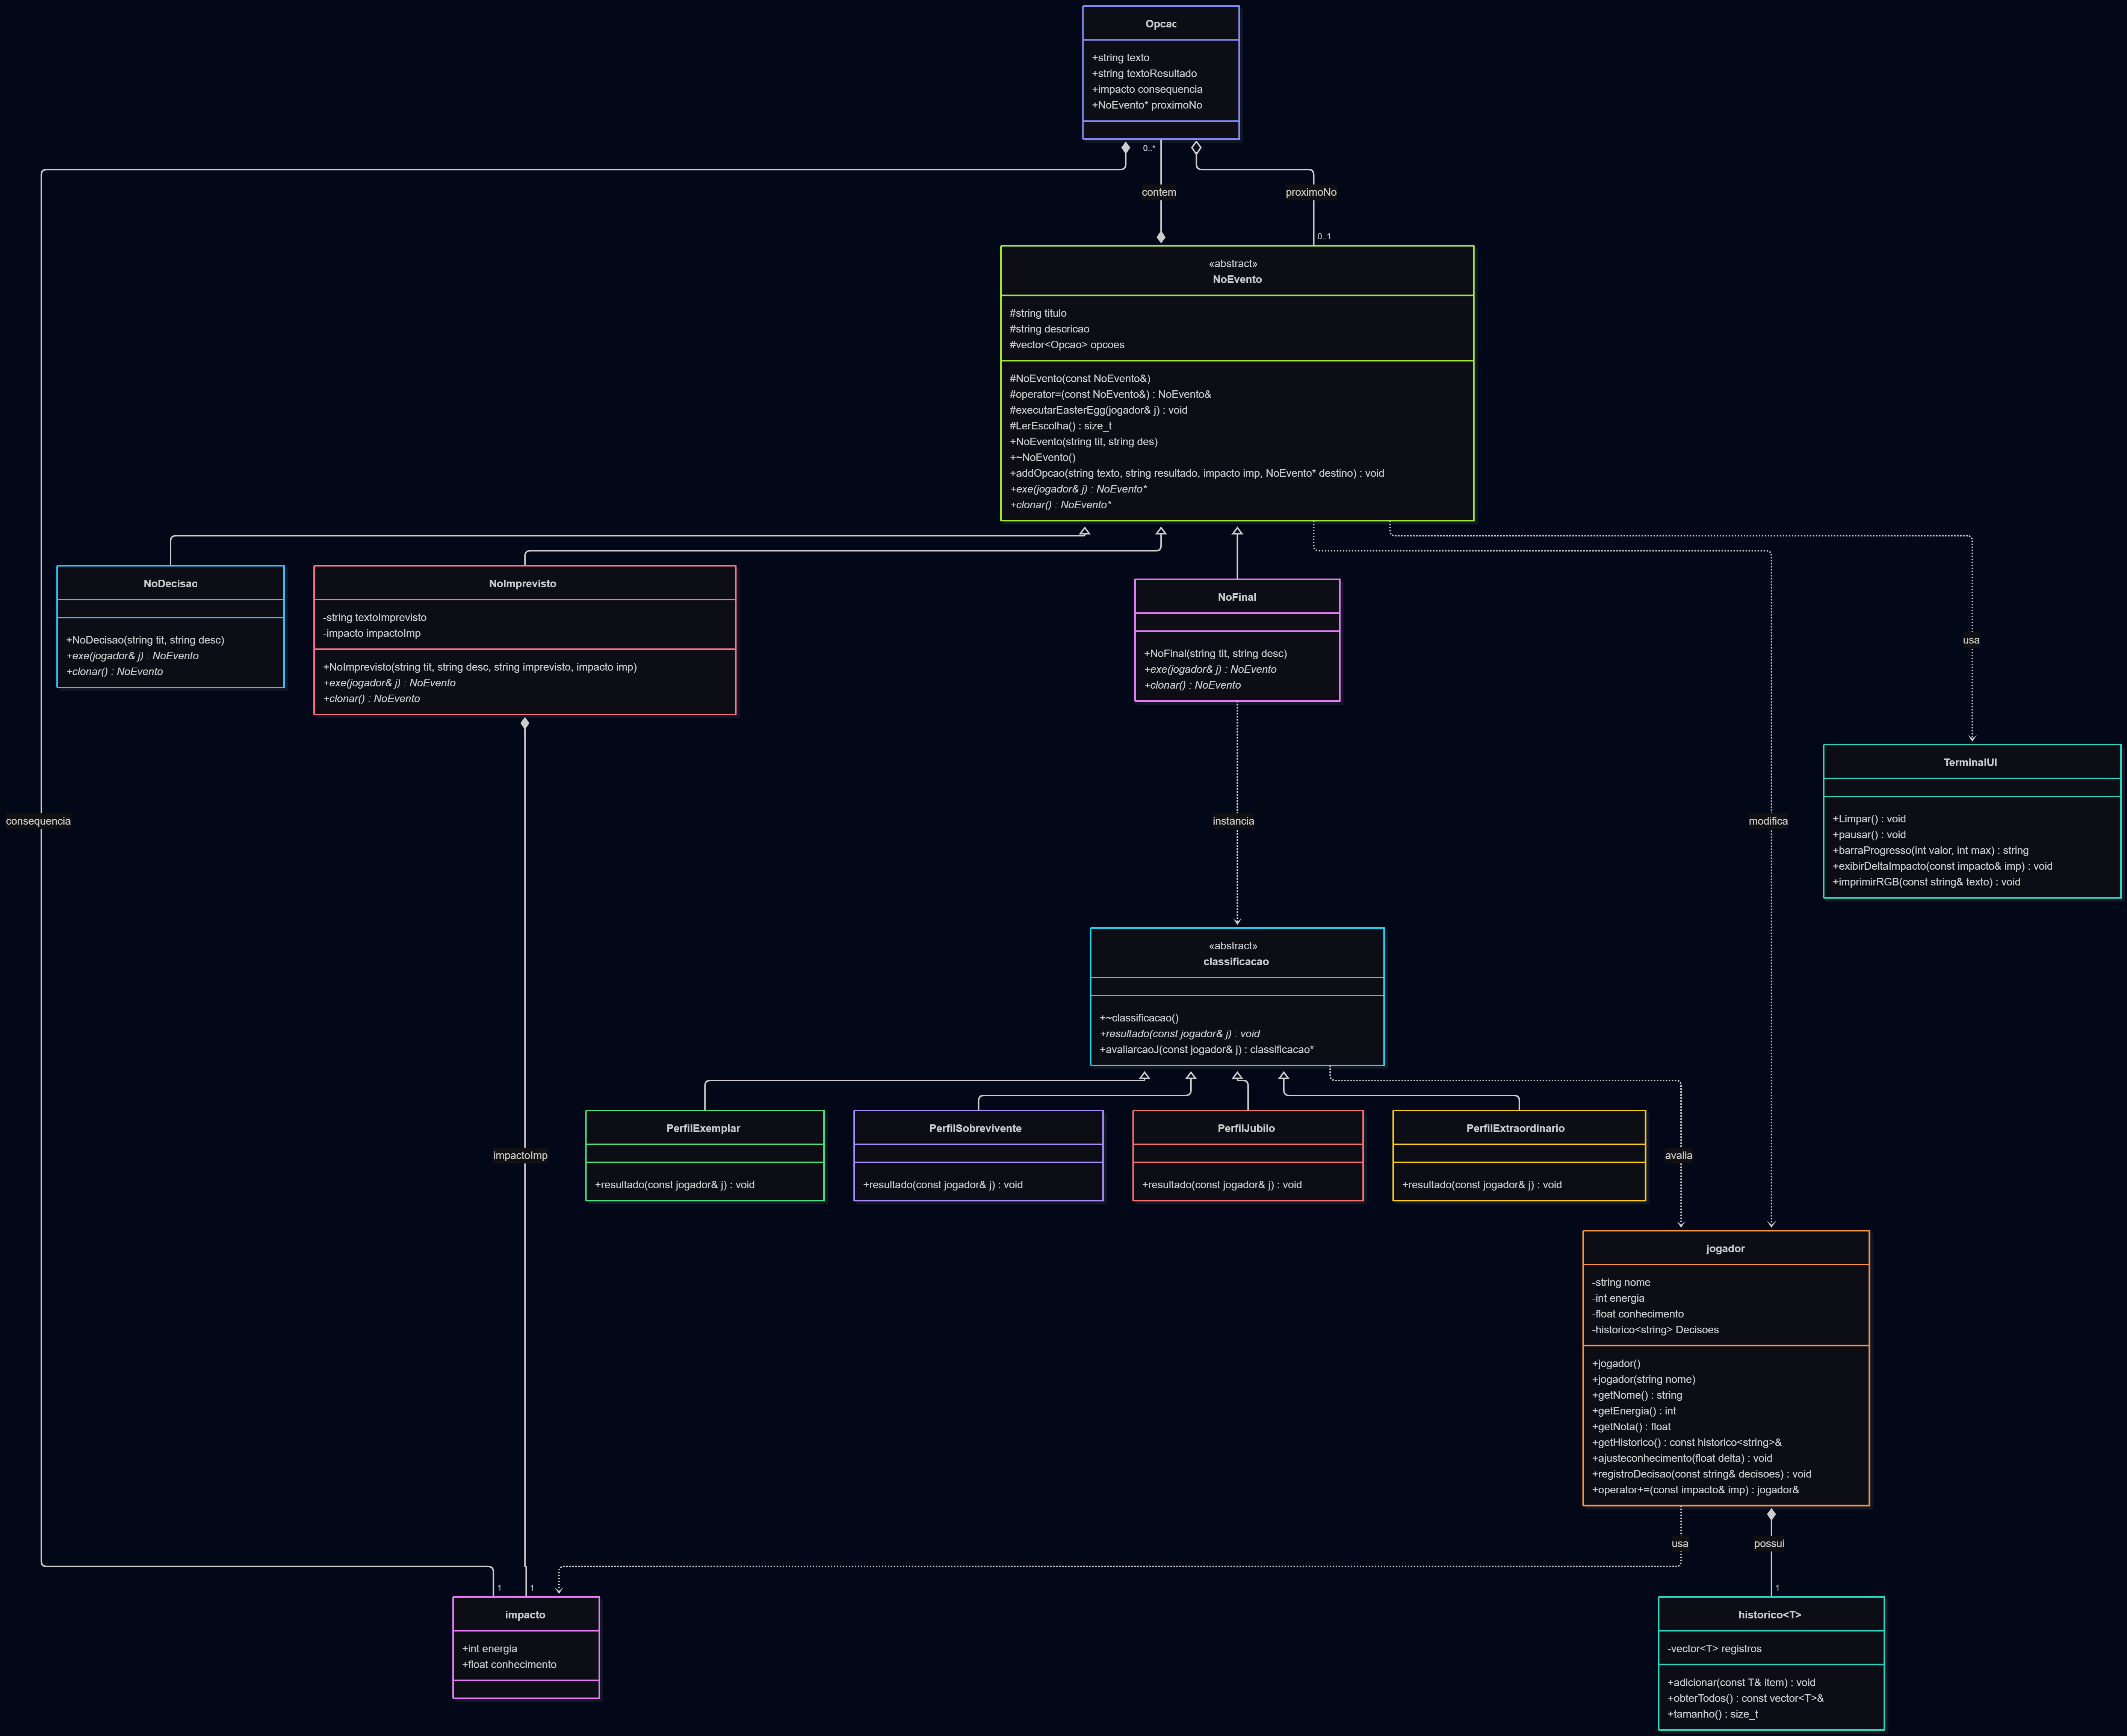 Opcao
+string texto
+string textoResultado
+impacto consequencia
+NoEvento* proximoNo
0..*
contem
proximoNo
0..1
«abstract»
NoEvento
#string titulo
#string descricao
#vector<Opcao> opcoes
#NoEvento(const NoEvento&)
#operator=(const NoEvento&) : NoEvento&
#executarEasterEgg(jogador& j) : void
#LerEscolha() : size_t
+NoEvento(string tit, string des)
+~NoEvento()
+addOpcao(string texto, string resultado, impacto imp, NoEvento* destino) : void
+exe(jogador& j) : NoEvento*
+clonar() : NoEvento*
NoDecisao
+NoDecisao(string tit, string desc)
+exe(jogador& j) : NoEvento
+clonar() : NoEvento
NoImprevisto
-string textoImprevisto
-impacto impactoImp
+NoImprevisto(string tit, string desc, string imprevisto, impacto imp)
+exe(jogador& j) : NoEvento
+clonar() : NoEvento
NoFinal
+NoFinal(string tit, string desc)
+exe(jogador& j) : NoEvento
+clonar() : NoEvento
usa
TerminalUI
+Limpar() : void
+pausar() : void
+barraProgresso(int valor, int max) : string
+exibirDeltaImpacto(const impacto& imp) : void
+imprimirRGB(const string& texto) : void
consequencia
instancia
modifica
«abstract»
classificacao
+~classificacao()
+resultado(const jogador& j) : void
+avaliarcaoJ(const jogador& j) : classificacao*
PerfilExemplar
+resultado(const jogador& j) : void
PerfilSobrevivente
+resultado(const jogador& j) : void
PerfilJubilo
+resultado(const jogador& j) : void
PerfilExtraordinario
+resultado(const jogador& j) : void
impactoImp
avalia
jogador
-string nome
-int energia
-float conhecimento
-historico<string> Decisoes
+jogador()
+jogador(string nome)
+getNome() : string
+getEnergia() : int
+getNota() : float
+getHistorico() : const historico<string>&
+ajusteconhecimento(float delta) : void
+registroDecisao(const string& decisoes) : void
+operator+=(const impacto& imp) : jogador&
usa
possui
1
1
1
impacto
+int energia
+float conhecimento
historico<T>
-vector<T> registros
+adicionar(const T& item) : void
+obterTodos() : const vector<T>&
+tamanho() : size_t